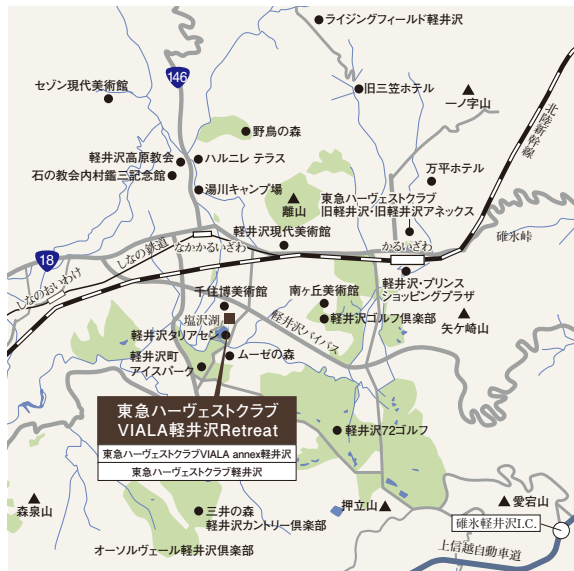 ライジングフィールド軽井沢
146
セゾン現代美術館
旧三笠ホテル
一ノ字山
北陸新幹線
野鳥の森
軽井沢高原教会
ハルニレ テラス
石の教会内村鑑三記念館
万平ホテル
湯川キャンプ場
離山
東急ハーヴェストクラブ
旧軽井沢・旧軽井沢アネックス
軽井沢現代美術館
碓氷峠
しなの鉄道
なかかるいざわ
かるいざわ
18
しなのおいわけ
軽井沢・プリンス
ショッピングプラザ
千住博美術館
南ヶ丘美術館
塩沢湖
軽井沢ゴルフ倶楽部
矢ケ崎山
軽井沢バイパス
軽井沢タリアセン
軽井沢町
アイスパーク
ムーゼの森
東急ハーヴェストクラブ
VIALA軽井沢Retreat
東急ハーヴェストクラブVIALA annex軽井沢
東急ハーヴェストクラブ軽井沢
軽井沢72ゴルフ
森泉山
三井の森
軽井沢カントリー倶楽部
押立山
愛宕山
碓氷軽井沢I.C.
オーソルヴェール軽井沢倶楽部
上信越自動車道